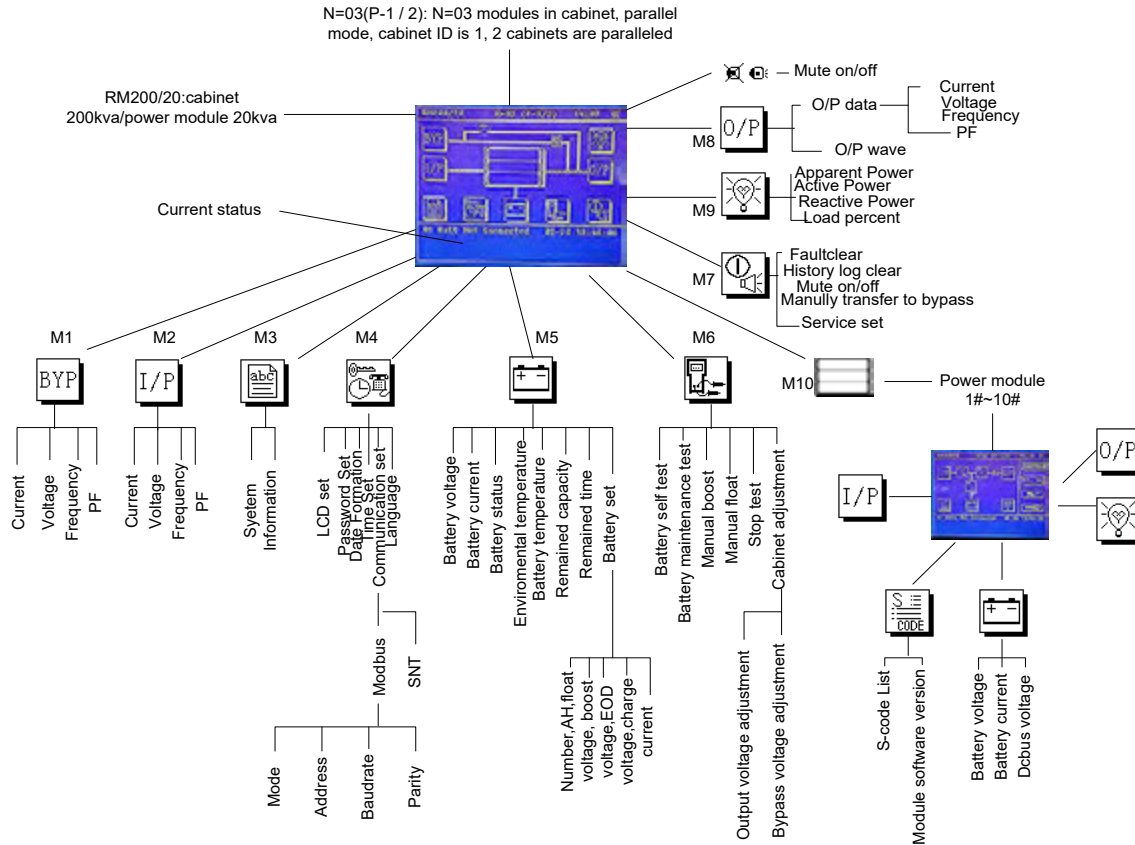 N=03(P-1 / 2): N=03 modules in cabinet, parallel
mode, cabinet ID is 1, 2 cabinets are paralleled
RM200/20:cabinet
200kva/power module 20kva
Current status
Mute on/off
M8
O/P
O/P data
Current
Voltage
Frequency
PF
O/P wave
M9
Apparent Power
Active Power
Reactive Power
Load percent
M7
Faultclear
History log clear
Mute on/off
Manully transfer to bypass
Service set
BYP
I/P
O/P
M1
BYP
Current
Voltage
Frequency
PF
M2
I/P
Current
Voltage
Frequency
PF
M3
abc
Syetem
Information
M4
LCD set
Password Set
Date Formation
Time Set
Communication set
Language
Modbus
SNT
Mode
Address
Baudrate
Parity
M5
Battery voltage
Battery current
Battery status
Enviromental temperature
Battery temperature
Remained capacity
Remained time
Battery set
Number,AH,float
voltage, boost
voltage,EOD
voltage,charge
current
M6
Battery self test
Battery maintenance test
Manual boost
Manual float
Stop test
Cabinet adjustment
Output voltage adjustment
Bypass voltage adjustment
M10
Power module
1#~10#
I/P
O/P
S
CODE
S-code List
Module software version
Battery voltage
Battery current
Dcbus voltage